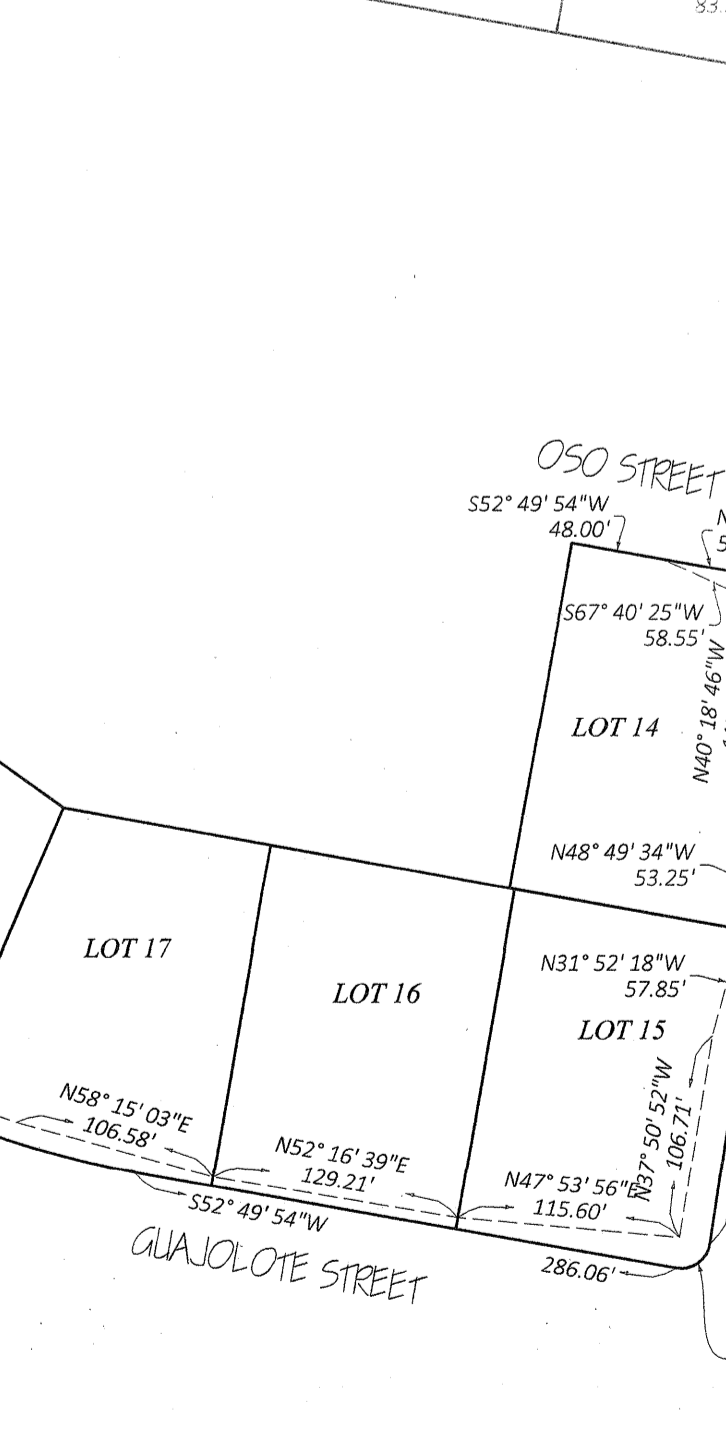 83.
OSO STREET
S52° 49' 54"W
48.00'
N
5
S67° 40' 25"W
58.55'
N40° 18' 46"W
LOT 14
N48° 49' 34"W
53.25'
LOT 17
LOT 16
N31° 52' 18"W
57.85'
LOT 15
N37° 50' 52"W
106.71'
N58° 15' 03"E
106.58'
N52° 16' 39"E
129.21'
N47° 53' 56"E
115.60'
S52° 49' 54"W
GUAJOLOTE STREET
286.06'